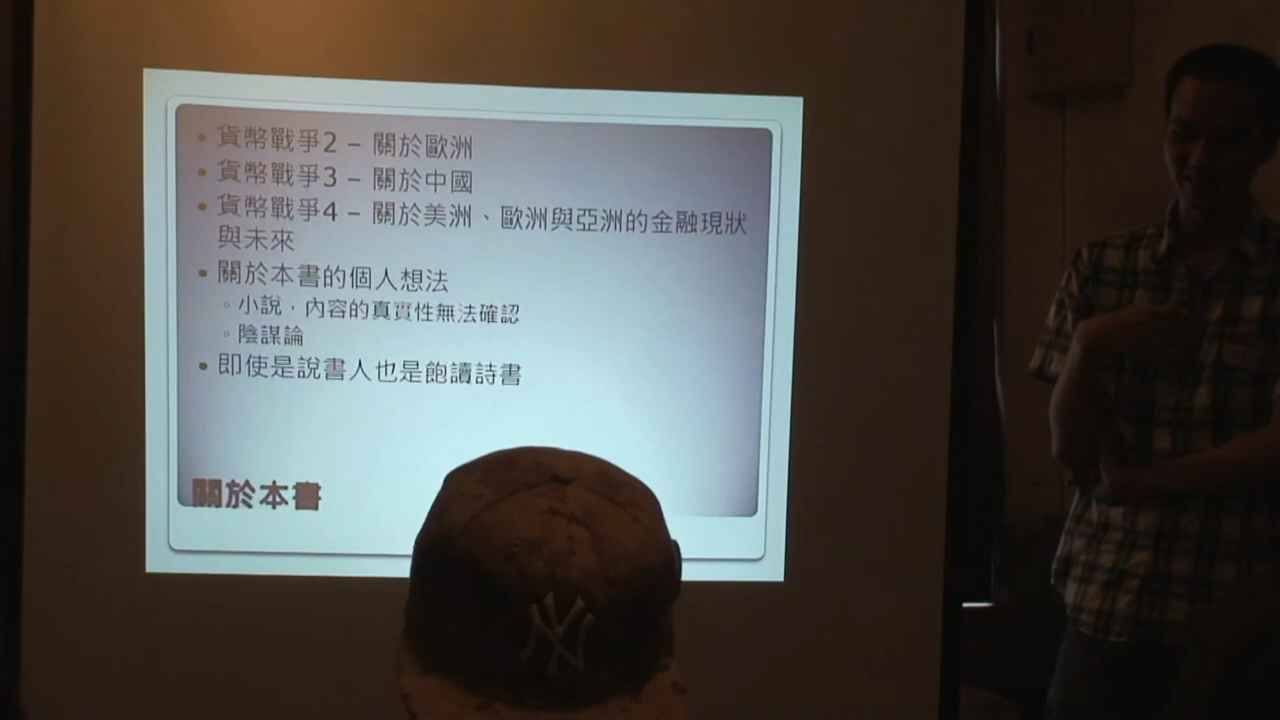 • 貨幣戰爭2 – 關於歐洲
• 貨幣戰爭3 – 關於中國
• 貨幣戰爭4 – 關於美洲、歐洲與亞洲的金融現狀
與未來
• 關於本書的個人想法
◦ 小說，內容的真實性無法確認
◦ 陰謀論
• 即使是說書人也是飽讀詩書
關於本書
NY